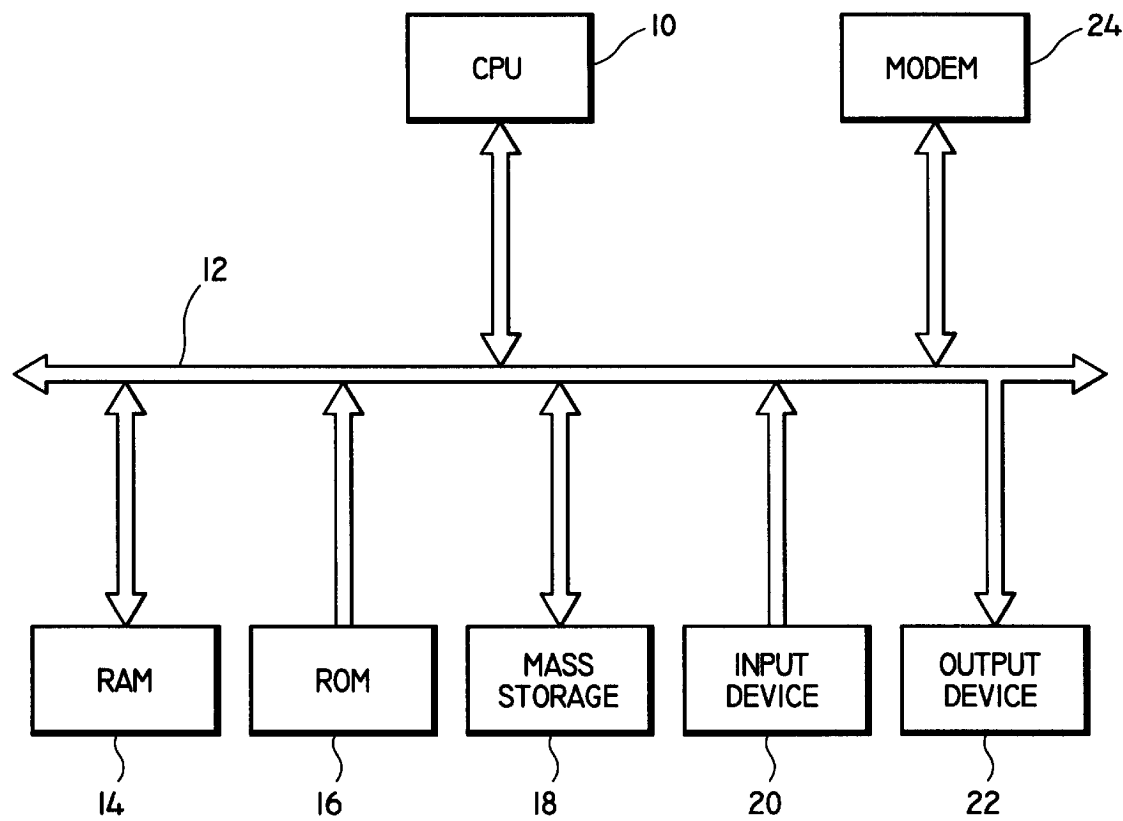 CPU
10
MODEM
24
12
RAM
ROM
MASS
STORAGE
INPUT
DEVICE
OUTPUT
DEVICE
14
16
18
20
22